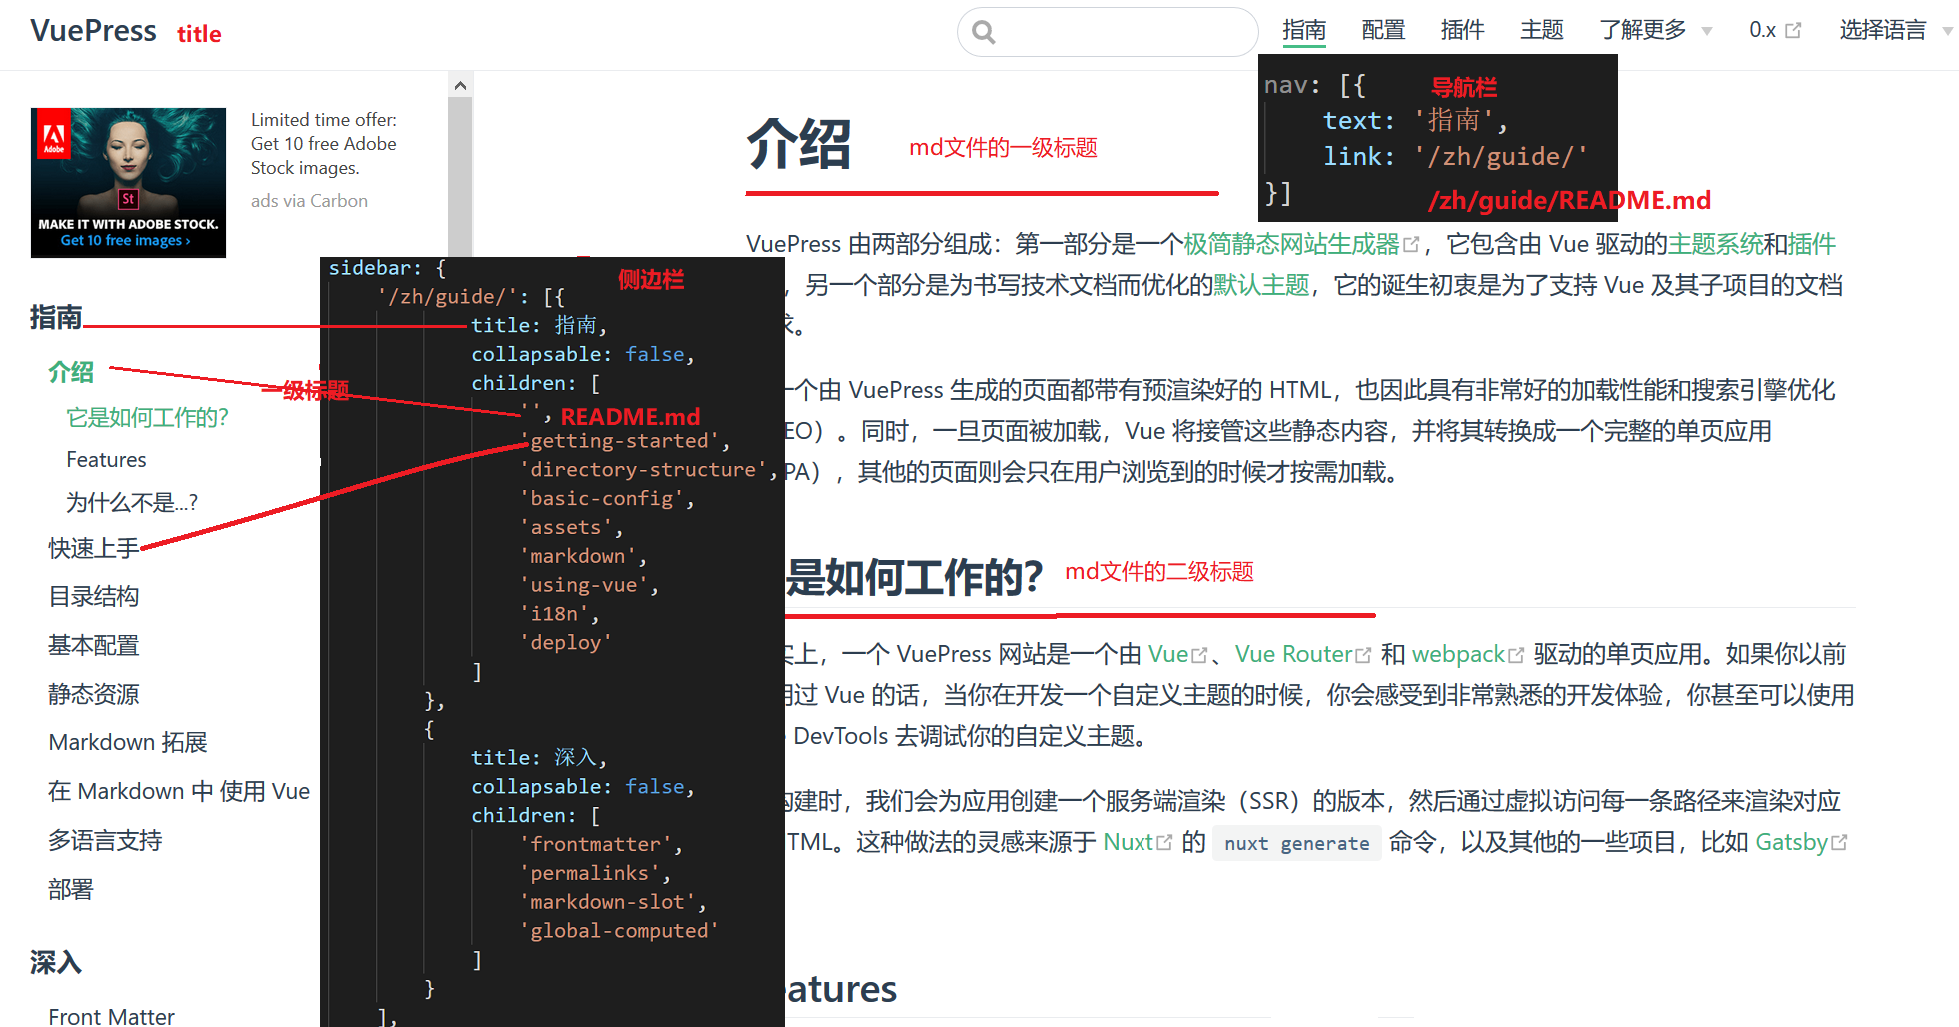 VuePress title
指南 配置 插件 主题 了解更多 0.x 选择语言
Adobe
St
MAKE IT WITH ADOBE STOCK.
Get 10 free images ›
Limited time offer:
Get 10 free Adobe
Stock images.
ads via Carbon
指南
介绍
一级标题
它是如何工作的？
Features
为什么不是...?
快速上手
目录结构
基本配置
静态资源
Markdown 拓展
在 Markdown 中 使用 Vue
多语言支持
部署
深入
Front Matter
sidebar: { 侧边栏
'/zh/guide/': [{
title: 指南,
collapsable: false,
children: [
'', README.md
'getting-started',
'directory-structure',
'basic-config',
'assets',
'markdown',
'using-vue',
'i18n',
'deploy'
]
},
{
title: 深入,
collapsable: false,
children: [
'frontmatter',
'permalinks',
'markdown-slot',
'global-computed'
]
}
],
nav: [{ 导航栏
text: '指南',
link: '/zh/guide/'
}]
/zh/guide/README.md
介绍 md文件的一级标题
VuePress 由两部分组成：第一部分是一个极简静态网站生成器，它包含由 Vue 驱动的主题系统和插件
，另一个部分是为书写技术文档而优化的默认主题，它的诞生初衷是为了支持 Vue 及其子项目的文档
。
一个由 VuePress 生成的页面都带有预渲染好的 HTML，也因此具有非常好的加载性能和搜索引擎优化
EO）。同时，一旦页面被加载，Vue 将接管这些静态内容，并将其转换成一个完整的单页应用
PA），其他的页面则会只在用户浏览到的时候才按需加载。
是如何工作的？ md文件的二级标题
上，一个 VuePress 网站是一个由 Vue、Vue Router 和 webpack 驱动的单页应用。如果你以前
过 Vue 的话，当你在开发一个自定义主题的时候，你会感受到非常熟悉的开发体验，你甚至可以使用
DevTools 去调试你的自定义主题。
建时，我们会为应用创建一个服务端渲染（SSR）的版本，然后通过虚拟访问每一条路径来渲染对应
TML。这种做法的灵感来源于 Nuxt 的 nuxt generate 命令，以及其他的一些项目，比如 Gatsby
atures